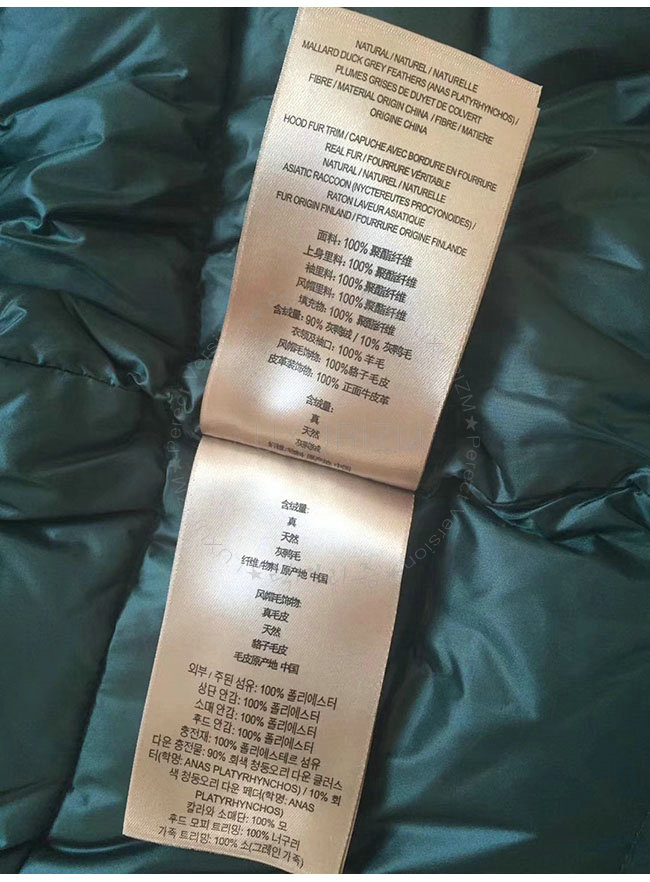 NATURAL / NATUREL / NATURELLE
MALLARD DUCK GREY FEATHERS (ANAS PLATYRHYNCHOS) /
PLUMES GRISES DE DUYET DE COLVERT
FIBRE / MATERIAL ORIGIN CHINA / FIBRE / MATIÈRE
ORIGINE CHINA
HOOD FUR TRIM / CAPUCHE AVEC BORDURE EN FOURRURE
REAL FUR / FOURRURE VÉRITABLE
NATURAL / NATUREL / NATURELLE
ASIATIC RACCOON (NYCTEREUTES PROCYONOIDES) /
RATON LAVEUR ASIATIQUE
FUR ORIGIN FINLAND / FOURRURE ORIGINE FINLANDE
面料: 100% 聚酯纤维
上身里料: 100% 聚酯纤维
袖里料: 100% 聚酯纤维
风帽里料: 100% 聚酯纤维
填充物: 100% 聚酯纤维
含绒量: 90% 灰鸭绒 / 10% 灰鸭毛
衣领及袖口: 100% 羊毛
风帽毛饰物: 100%貉子毛皮
皮革装饰物: 100% 正面牛皮革
含绒量:
真
天然
灰鸭绒
纤维/物料 原产地 中国
含绒量:
真
天然
灰鸭毛
纤维/物料 原产地 中国
风帽毛饰物:
真毛皮
天然
貉子毛皮
毛皮原产地 中国
외부 / 주된 섬유: 100% 폴리에스터
상단 안감: 100% 폴리에스터
소매 안감: 100% 폴리에스터
후드 안감: 100% 폴리에스터
충전재: 100% 폴리에스테르 섬유
다운 충전물: 90% 회색 청둥오리 다운 클러스
터(학명: ANAS PLATYRHYNCHOS) / 10% 회
색 청둥오리 다운 페더(학명: ANAS
PLATYRHYNCHOS)
칼라와 소매단: 100% 모
후드 모피 트리밍: 100% 너구리
가죽 트리밍: 100% 소(그레인 가죽)